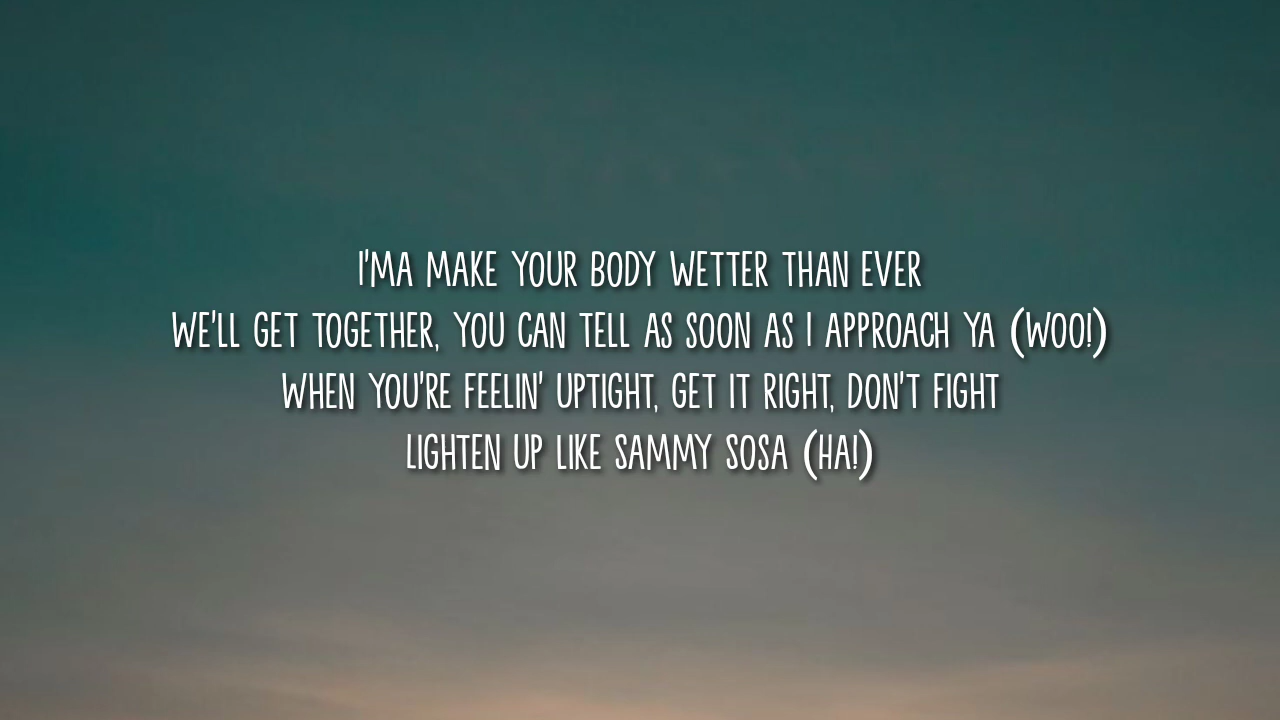 I'MA MAKE YOUR BODY WETTER THAN EVER
WE'LL GET TOGETHER, YOU CAN TELL AS SOON AS I APPROACH YA (WOO!)
WHEN YOU'RE FEELIN' UPTIGHT, GET IT RIGHT, DON'T FIGHT
LIGHTEN UP LIKE SAMMY SOSA (HA!)